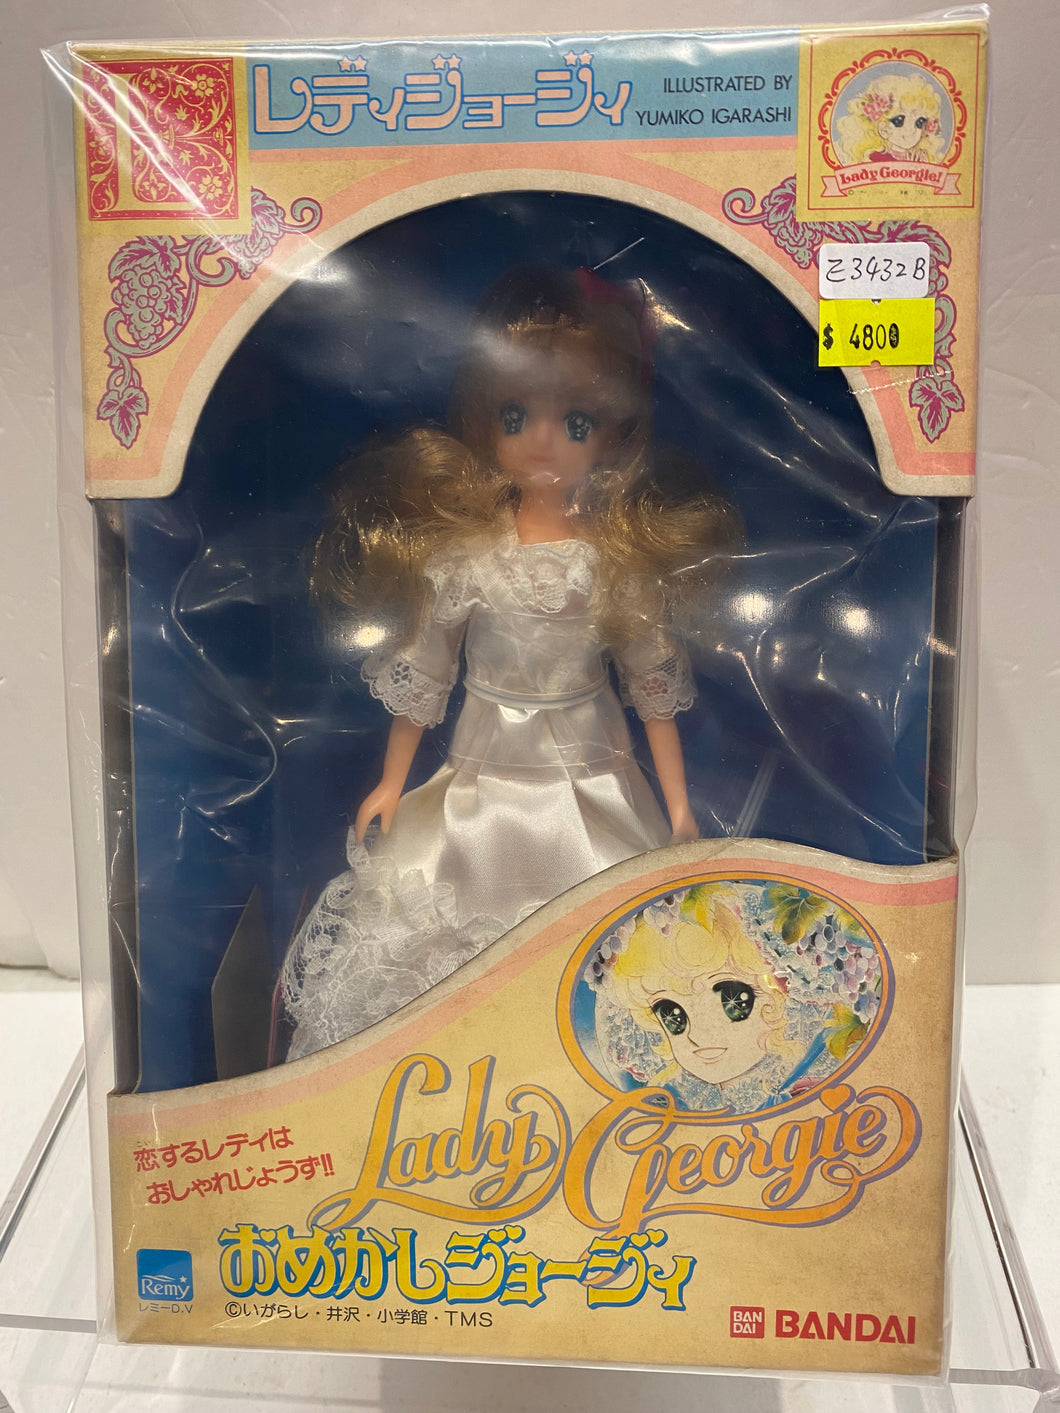 L
レディジョージィ
ILLUSTRATED BY
YUMIKO IGARASHI
Lady Georgie!
Z3432B
$ 4800
Lady Georgie
恋するレディは
おしゃれじょうず!!
おめかしジョージィ
Remy
レミーD.V
©いがらし・井沢・小学館・TMS
BAN
DAI
BANDAI